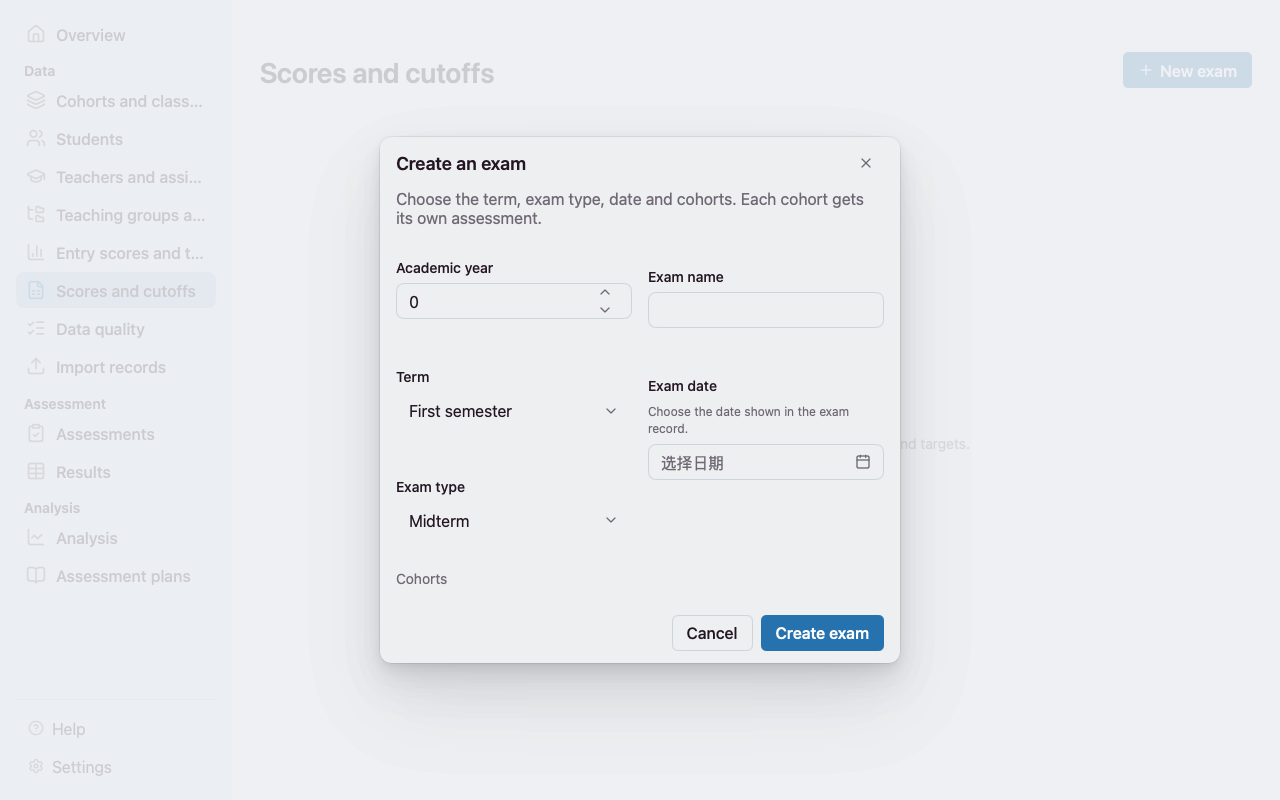 Overview
Data
Cohorts and class...
Students
Teachers and assi...
Teaching groups a...
Entry scores and t...
Scores and cutoffs
Data quality
Import records
Assessment
Assessments
Results
Analysis
Analysis
Assessment plans
Help
Settings
Scores and cutoffs
New exam
nd targets.
Create an exam
Choose the term, exam type, date and cohorts. Each cohort gets
its own assessment.
Academic year
0
Exam name
Term
First semester
Exam date
Choose the date shown in the exam
record.
选择日期
Exam type
Midterm
Cohorts
Cancel
Create exam